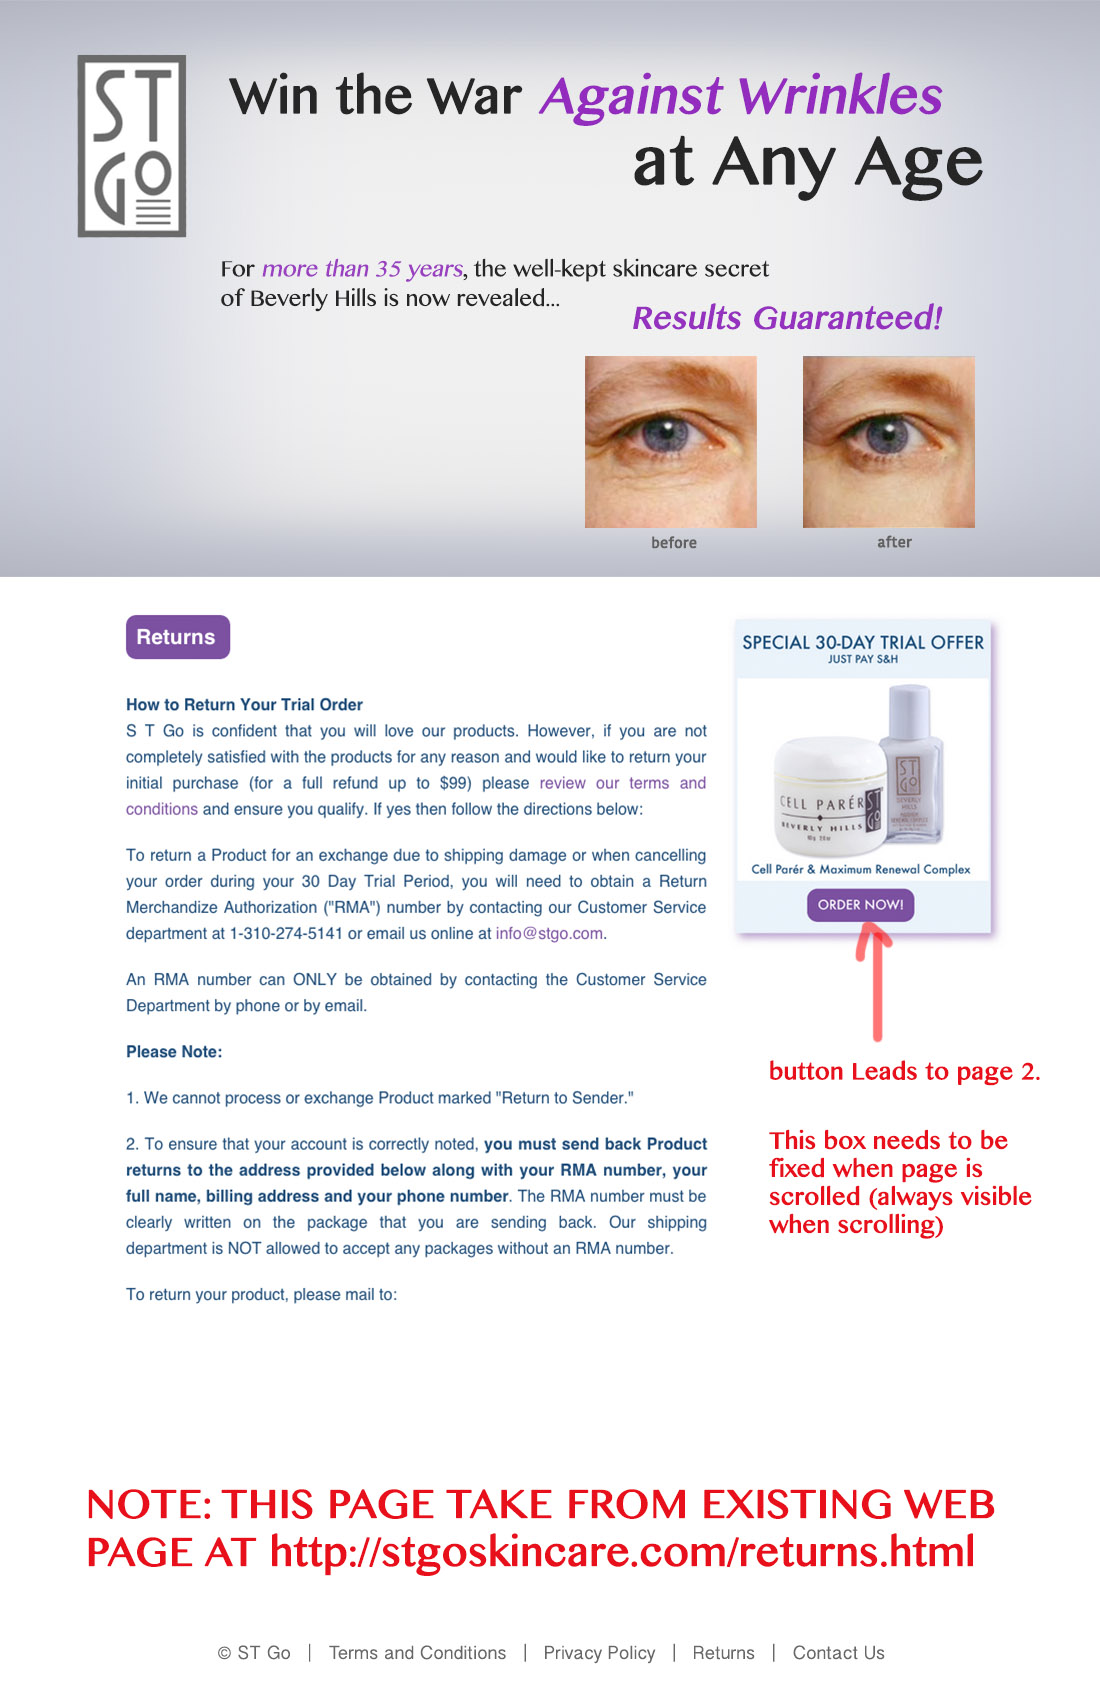 ST
GO
Win the War Against Wrinkles
at Any Age
For more than 35 years, the well-kept skincare secret
of Beverly Hills is now revealed...
Results Guaranteed!
before
after
Returns
How to Return Your Trial Order
S T Go is confident that you will love our products. However, if you are not
completely satisfied with the products for any reason and would like to return your
initial purchase (for a full refund up to $99) please review our terms and
conditions and ensure you qualify. If yes then follow the directions below:
To return a Product for an exchange due to shipping damage or when cancelling
your order during your 30 Day Trial Period, you will need to obtain a Return
Merchandize Authorization ("RMA") number by contacting our Customer Service
department at 1-310-274-5141 or email us online at info@stgo.com.
An RMA number can ONLY be obtained by contacting the Customer Service
Department by phone or by email.
Please Note:
1. We cannot process or exchange Product marked "Return to Sender."
2. To ensure that your account is correctly noted, you must send back Product
returns to the address provided below along with your RMA number, your
full name, billing address and your phone number. The RMA number must be
clearly written on the package that you are sending back. Our shipping
department is NOT allowed to accept any packages without an RMA number.
To return your product, please mail to:
SPECIAL 30-DAY TRIAL OFFER
JUST PAY S&H
CELL PARÉR
ST
GO
BEVERLY HILLS
60g 2.0 oz
ST
GO
BEVERLY
HILLS
Cell Parér & Maximum Renewal Complex
ORDER NOW!
button Leads to page 2.
This box needs to be
fixed when page is
scrolled (always visible
when scrolling)
NOTE: THIS PAGE TAKE FROM EXISTING WEB
PAGE AT http://stgoskincare.com/returns.html
© ST Go | Terms and Conditions | Privacy Policy | Returns | Contact Us